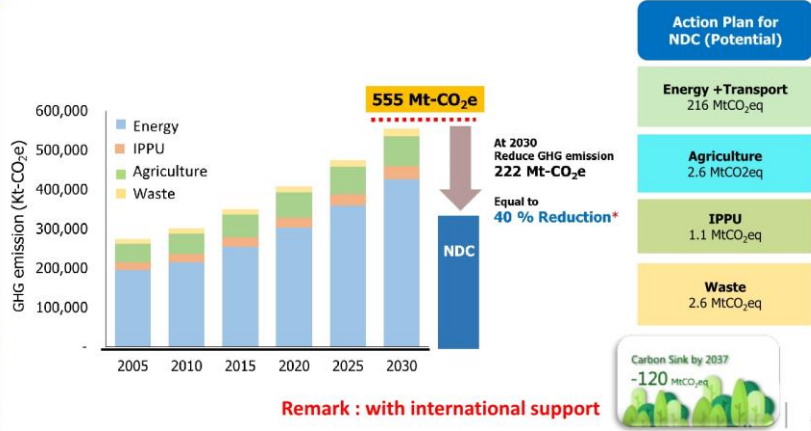 Action Plan for
NDC (Potential)
Energy +Transport
216 MtCO₂eq
Agriculture
2.6 MtCO2eq
IPPU
1.1 MtCO₂eq
Waste
2.6 MtCO₂eq
Carbon Sink by 2037
-120 MtCO₂eq
GHG emission (Kt-CO₂e)
600,000
500,000
400,000
300,000
200,000
100,000
-
Energy
IPPU
Agriculture
Waste
555 Mt-CO₂e
At 2030
Reduce GHG emission
222 Mt-CO₂e
Equal to
40 % Reduction*
NDC
2005 2010 2015 2020 2025 2030
Remark : with international support